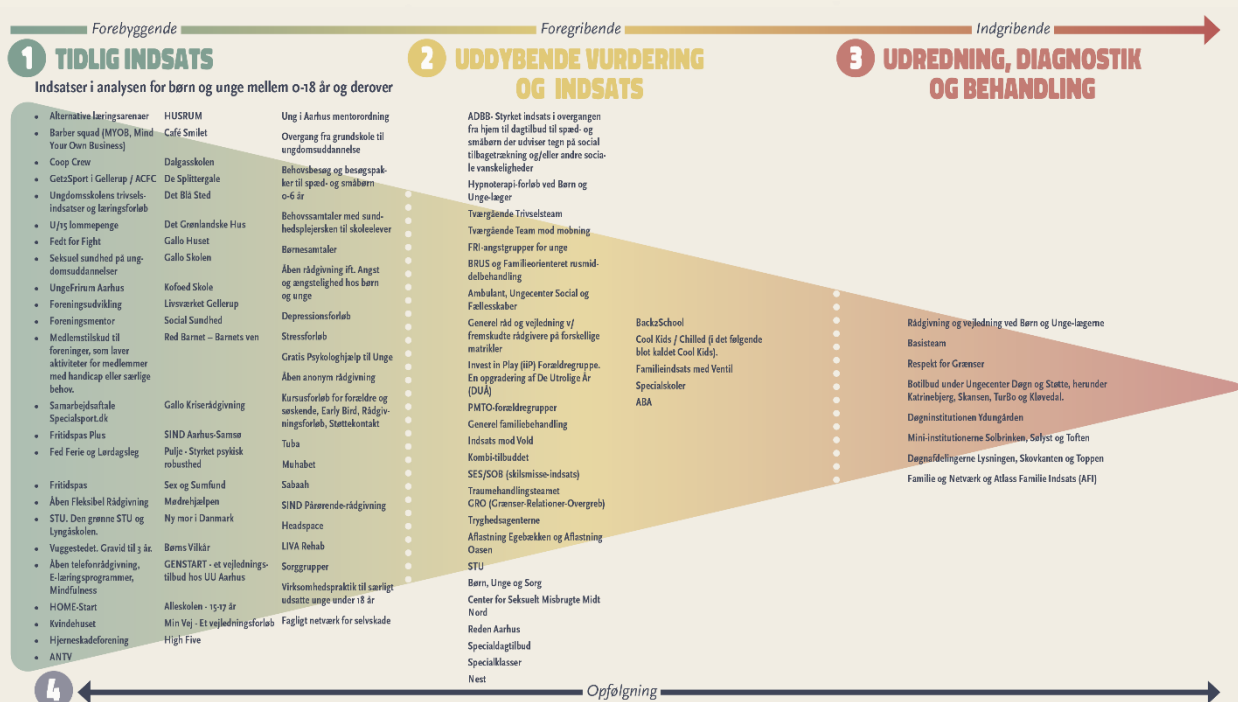 Forebyggende
Foregribende
Indgribende
1 TIDLIG INDSATS
2 UDDYBENDE VURDERING
OG INDSATS
3 UDREDNING, DIAGNOSTIK
OG BEHANDLING
Indsatser i analysen for børn og unge mellem 0-18 år og derover
• Alternative læringsarenaer
• Barber squad (MYOB, Mind
Your Own Business)
• Coop Crew
• Get2Sport i Gellerup / ACFC
• Ungdomsskolens trivsels-
indsatser og læringsforløb
• U/15 lommepenge
• Fedt for Fight
• Seksuel sundhed på ung-
domsuddannelser
• UngeFrirum Aarhus
• Foreningsudvikling
• Foreningsmentor
• Medlemstilskud til
foreninger, som laver
aktiviteter for medlemmer
med handicap eller særlige
behov.
• Samarbejdsaftale
Specialsport.dk
• Fritidspas Plus
• Fed Ferie og Lørdagsleg
• Fritidspas
• Åben Fleksibel Rådgivning
• STU. Den grønne STU og
Lyngåskolen.
• Vuggestedet. Gravid til 3 år.
• Åben telefonrådgivning,
E-læringsprogrammer,
Mindfulness
• HOME-Start
• Kvindehuset
• Hjerneskadeforening
• ANTV
HUSRUM
Café Smilet
Dalgasskolen
De Splittergale
Det Blå Sted
Det Grønlandske Hus
Gallo Huset
Gallo Skolen
Kofoed Skole
Livsværket Gellerup
Social Sundhed
Red Barnet – Barnets ven
Gallo Kriserådgivning
SIND Aarhus-Samsø
Pulje - Styrket psykisk
robusthed
Sex og Sumfund
Mødrehjælpen
Ny mor i Danmark
Børns Vilkår
GENSTART - et vejlednings-
tilbud hos UU Aarhus
Alleskolen - 15-17 år
Min Vej - Et vejledningsforløb
High Five
Ung i Aarhus mentorordning
Overgang fra grundskole til
ungdomsuddannelse
Behovsbesøg og besøgspak-
ker til spæd- og småbørn
0-6 år
Behovssamtaler med sund-
hedsplejersken til skoleelever
Børnesamtaler
Åben rådgivning ift. Angst
og ængstelighed hos børn
og unge
Depressionsforløb
Stressforløb
Gratis Psykologhjælp til Unge
Åben anonym rådgivning
Kursusforløb for forældre og
søskende, Early Bird, Rådgiv-
ningsforløb, Støttekontakt
Tuba
Muhabet
Sabaah
SIND Pårørende-rådgivning
Headspace
LIVA Rehab
Sorggrupper
Virksomhedspraktik til særligt
udsatte unge under 18 år
Fagligt netværk for selvskade
ADBB- Styrket indsats i overgangen
fra hjem til dagtilbud til spæd- og
småbørn der udviser tegn på social
tilbagetrækning og/eller andre socia-
le vanskeligheder
Hypnoterapi-forløb ved Børn og
Unge-læger
Tværgående Trivselsteam
Tværgående Team mod mobning
FRI-angstgrupper for unge
BRUS og Familieorienteret rusmid-
delbehandling
Ambulant, Ungecenter Social og
Fællesskaber
Generel råd og vejledning v/
fremskudte rådgivere på forskellige
matrikler
Invest in Play (iiP) Forældregruppe.
En opgradering af De Utrolige År
(DUÅ)
PMTO-forældregrupper
Generel familiebehandling
Indsats mod Vold
Kombi-tilbuddet
SES/SOB (skilsmisse-indsats)
Traumehandlingsteamet
GRO (Grænser-Relationer-Overgreb)
Tryghedsagenterne
Aflastning Egebækken og Aflastning
Oasen
STU
Børn, Unge og Sorg
Center for Seksuelt Misbrugte Midt
Nord
Reden Aarhus
Specialdagtilbud
Specialklasser
Nest
Back2School
Cool Kids / Chilled (i det følgende
blot kaldet Cool Kids).
Familieindsats med Ventil
Specialskoler
ABA
Rådgivning og vejledning ved Børn og Unge-lægerne
Basisteam
Respekt for Grænser
Botilbud under Ungecenter Døgn og Støtte, herunder
Katrinebjerg, Skansen, TurBo og Kløvedal.
Døgninstitutionen Ydungården
Mini-institutionerne Solbrinken, Sølyst og Toften
Døgnafdelingerne Lysningen, Skovkanten og Toppen
Familie og Netværk og Atlass Familie Indsats (AFI)
4
Opfølgning